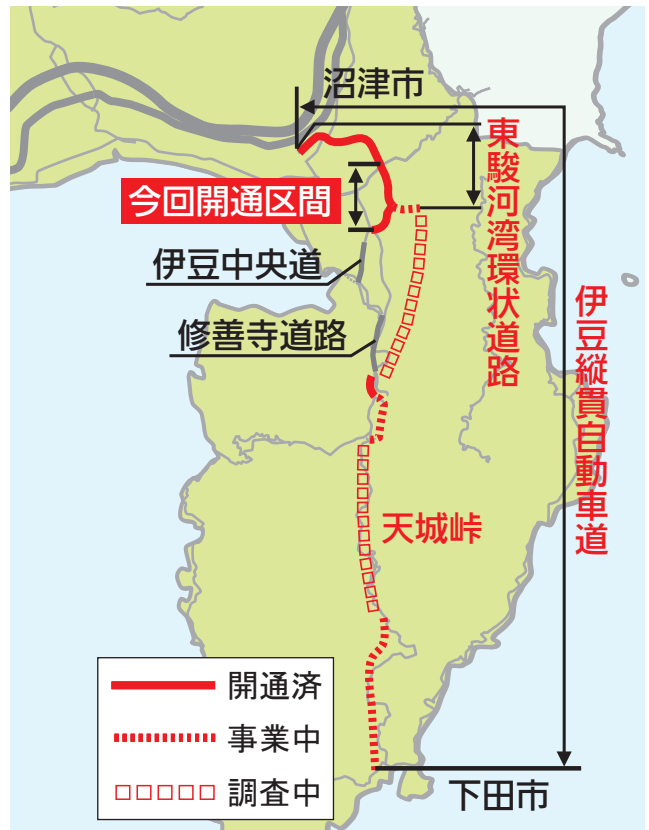 沼津市
東駿河湾環状道路
今回開通区間
伊豆中央道
伊豆縦貫自動車道
修善寺道路
天城峠
開通済
事業中
調査中
下田市